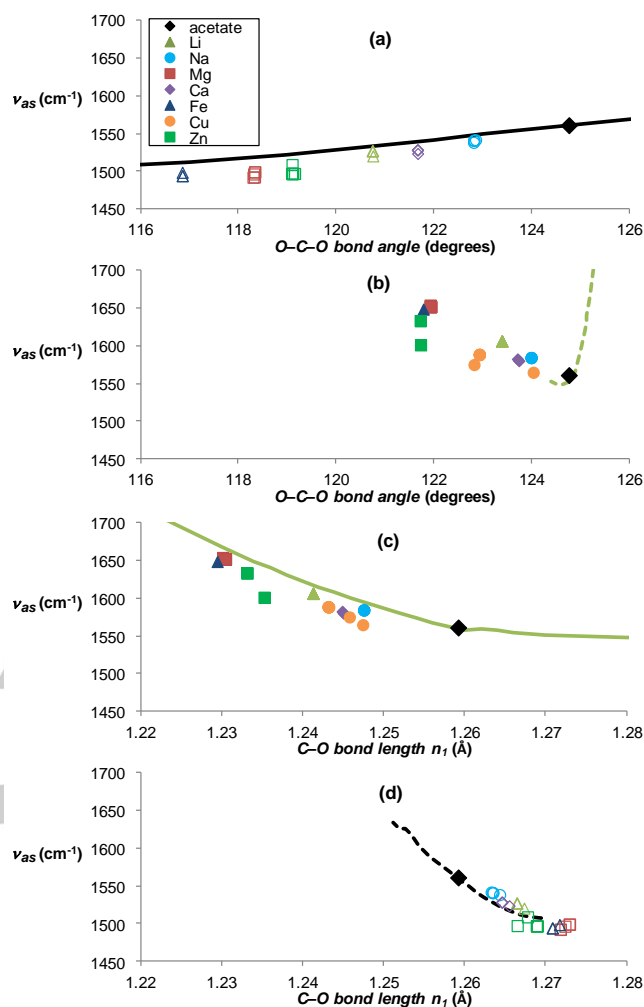 1700
1650
1600
1550
1500
1450
νas (cm-1)
acetate
Li
Na
Mg
Ca
Fe
Cu
Zn
(a)
116 118 120 122 124 126
O–C–O bond angle (degrees)
1700
1650
1600
1550
1500
1450
νas (cm-1)
(b)
116 118 120 122 124 126
O–C–O bond angle (degrees)
1700
1650
1600
1550
1500
1450
νas (cm-1)
(c)
1.22 1.23 1.24 1.25 1.26 1.27 1.28
C–O bond length n1 (Å)
1700
1650
1600
1550
1500
1450
νas (cm-1)
(d)
1.22 1.23 1.24 1.25 1.26 1.27 1.28
C–O bond length n1 (Å)